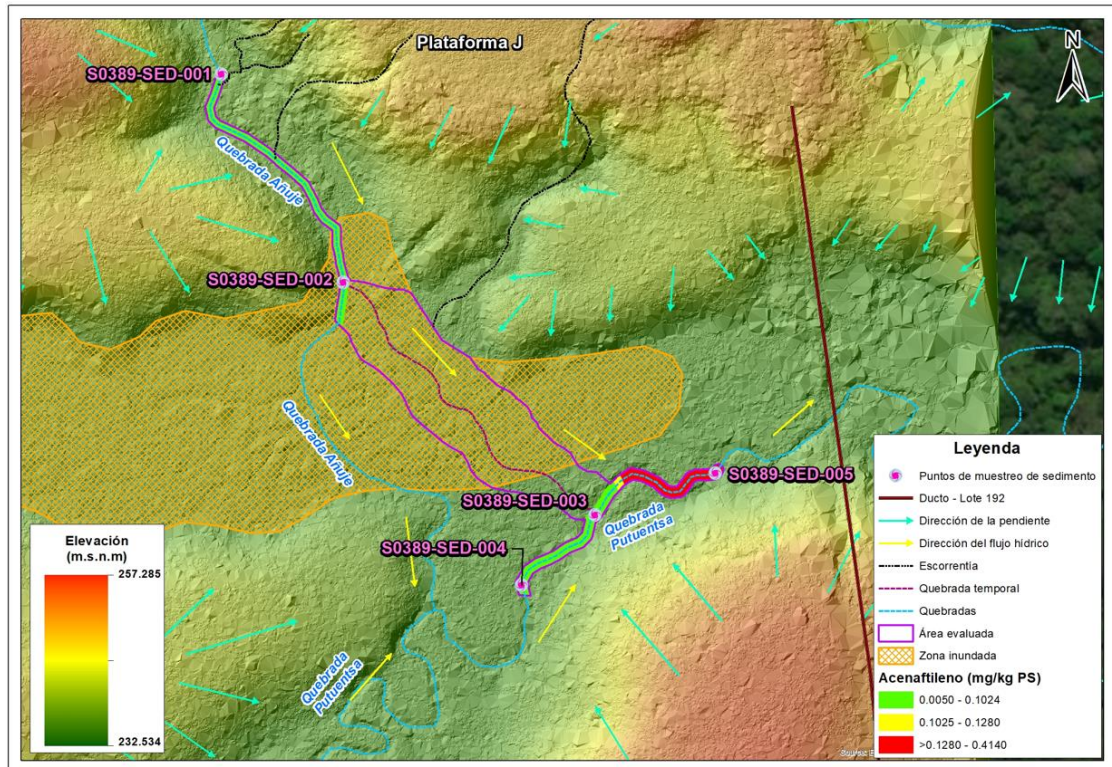 Plataforma J
N
S0389-SED-001
Quebrada Añuje
S0389-SED-002
Quebrada Añuje
S0389-SED-003
S0389-SED-005
Quebrada
Putuentsa
S0389-SED-004
Quebrada
Putuentsa
Elevación
(m.s.n.m)
257.285
232.534
Leyenda
Puntos de muestreo de sedimento
Ducto - Lote 192
Dirección de la pendiente
Dirección del flujo hídrico
Escorrentia
Quebrada temporal
Quebradas
Área evaluada
Zona inundada
Acenaftileno (mg/kg PS)
0.0050 - 0.1024
0.1025 - 0.1280
>0.1280 - 0.4140